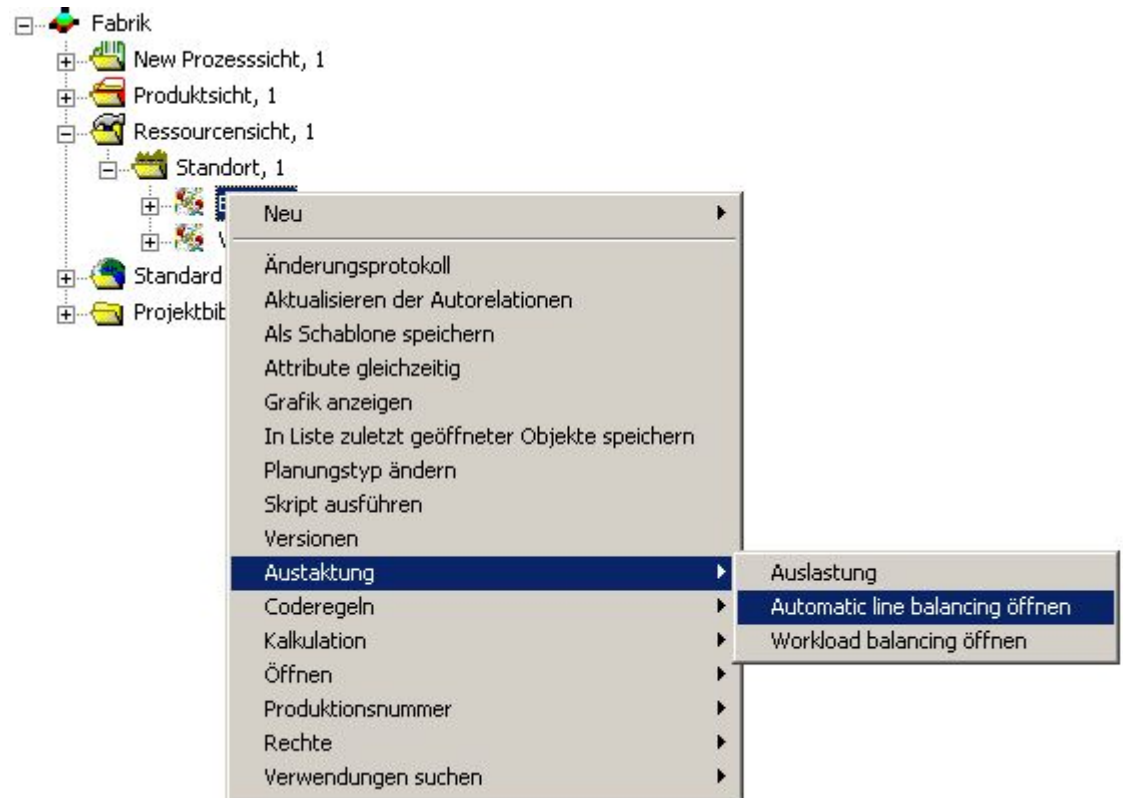 Fabrik
New Prozesssicht, 1
Produktsicht, 1
Ressourcensicht, 1
Standort, 1
Standard
Projektbit
Neu
Änderungsprotokoll
Aktualisieren der Autorelationen
Als Schablone speichern
Attribute gleichzeitig
Grafik anzeigen
In Liste zuletzt geöffneter Objekte speichern
Planungstyp ändern
Skript ausführen
Versionen
Austaktung
Coderegeln
Kalkulation
Öffnen
Produktionsnummer
Rechte
Verwendungen suchen
Auslastung
Automatic line balancing öffnen
Workload balancing öffnen